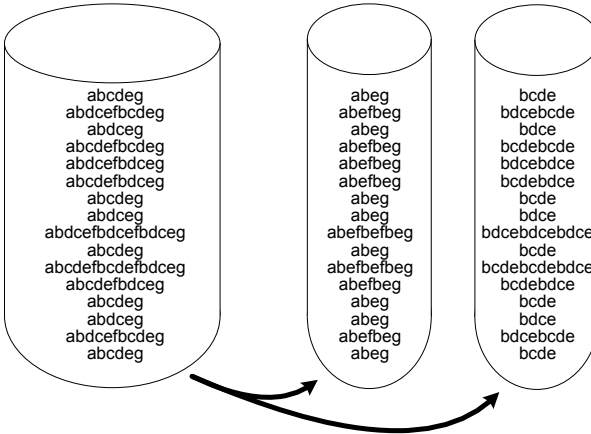 abcdeg
abdcefbcdeg
abdceg
abcdefbcdeg
abdcefbdceg
abcdefbdceg
abcdeg
abdceg
abdcefbdcefbdceg
abcdeg
abcdefbcdefbdceg
abcdefbdceg
abcdeg
abdceg
abdcefbcdeg
abcdeg
abeg
abefbeg
abeg
abefbeg
abefbeg
abefbeg
abeg
abeg
abefbefbeg
abeg
abefbefbeg
abefbeg
abeg
abeg
abefbeg
abeg
bcde
bdcebcde
bdce
bcdebcde
bdcebdce
bcdebdce
bcde
bdce
bdcebdcebdce
bcde
bcdebcdebdce
bcdebdce
bcde
bdce
bdcebcde
bcde